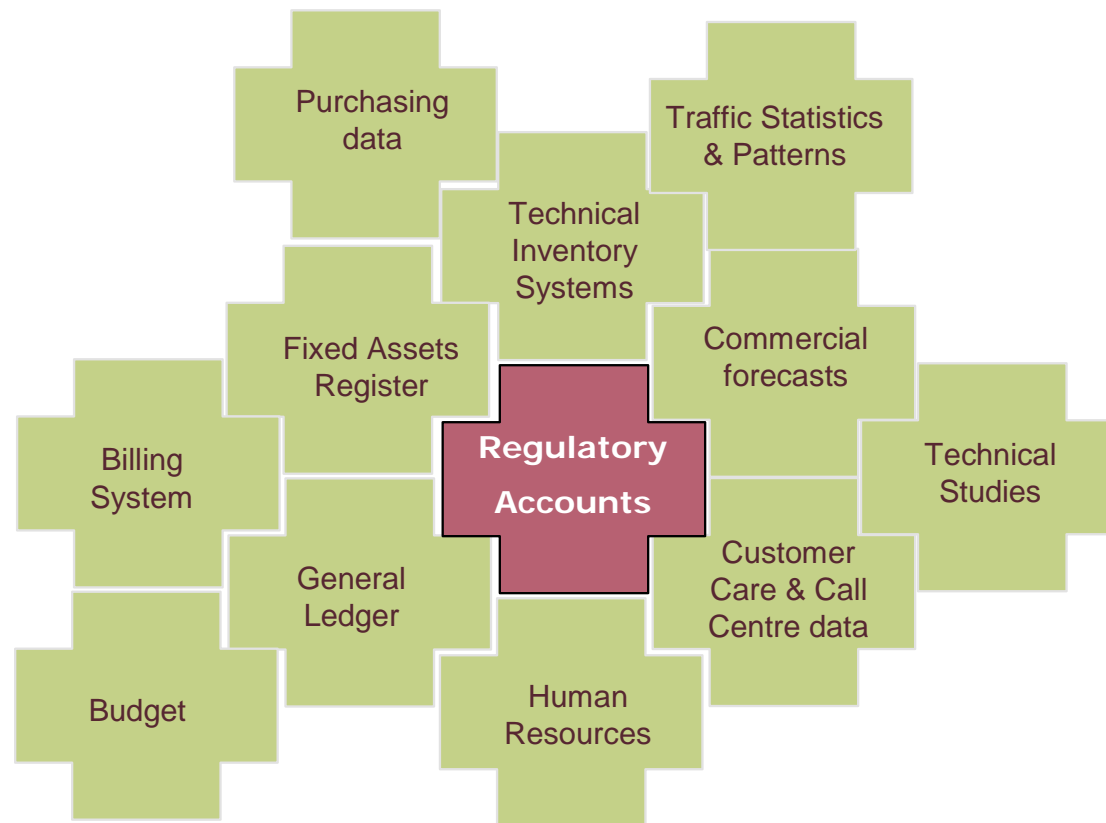 Purchasing
data
Traffic Statistics
& Patterns
Technical
Inventory
Systems
Fixed Assets
Register
Commercial
forecasts
Billing
System
Regulatory
Accounts
Technical
Studies
General
Ledger
Customer
Care & Call
Centre data
Budget
Human
Resources